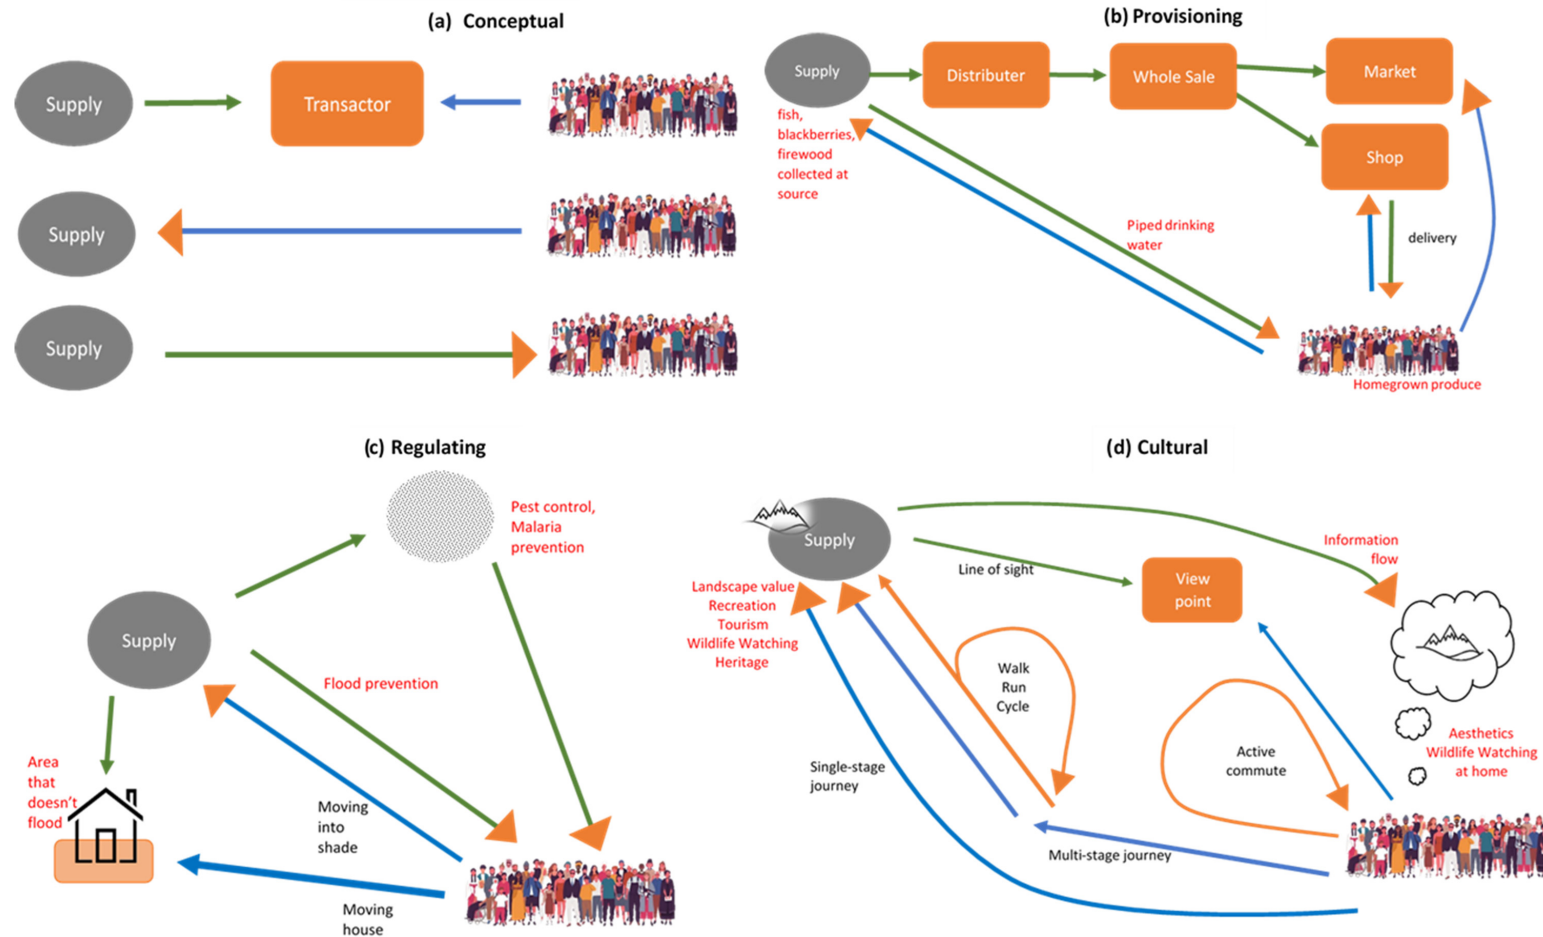 (a) Conceptual
Supply
Transactor
Supply
Supply
(b) Provisioning
Supply
Distributer
Whole Sale
Market
Shop
fish,
blackberries,
firewood
collected at
source
Piped drinking
water
delivery
Homegrown produce
(c) Regulating
Pest control,
Malaria
prevention
Supply
Flood prevention
Area
that
doesn't
flood
Moving
into
shade
Moving
house
(d) Cultural
Supply
Landscape value
Recreation
Tourism
Wildlife Watching
Heritage
Line of sight
View
point
Information
flow
Walk
Run
Cycle
Single-stage
journey
Active
commute
Multi-stage journey
Aesthetics
Wildlife Watching
at home